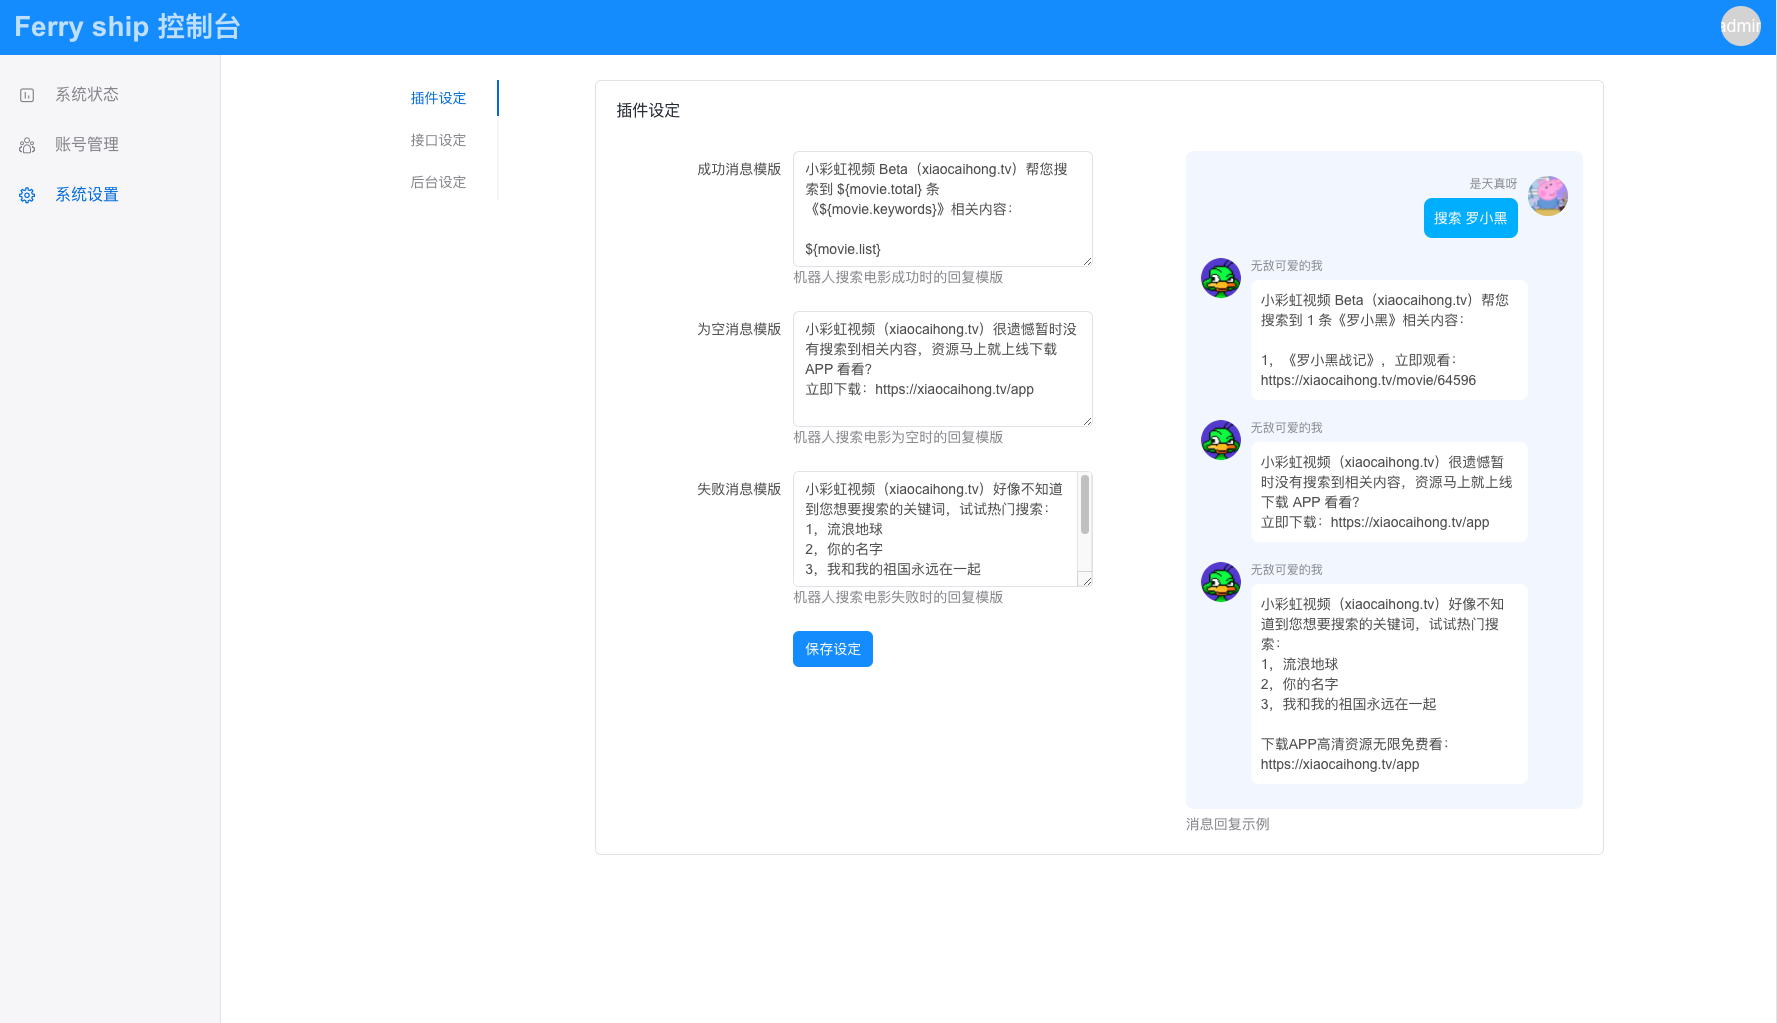 Ferry ship 控制台
admin
系统状态
账号管理
系统设置
插件设定
接口设定
后台设定
插件设定
成功消息模版
小彩虹视频 Beta（xiaocaihong.tv）帮您搜
索到 ${movie.total} 条
《${movie.keywords}》相关内容：
${movie.list}
机器人搜索电影成功时的回复模版
为空消息模版
小彩虹视频（xiaocaihong.tv）很遗憾暂时没
有搜索到相关内容，资源马上就上线下载
APP 看看？
立即下载：https://xiaocaihong.tv/app
机器人搜索电影为空时的回复模版
失败消息模版
小彩虹视频（xiaocaihong.tv）好像不知道
到您想要搜索的关键词，试试热门搜索：
1，流浪地球
2，你的名字
3，我和我的祖国永远在一起
机器人搜索电影失败时的回复模版
保存设定
是天真呀
搜索 罗小黑
无敌可爱的我
小彩虹视频 Beta（xiaocaihong.tv）帮您
搜索到 1 条《罗小黑》相关内容：
1，《罗小黑战记》，立即观看：
https://xiaocaihong.tv/movie/64596
无敌可爱的我
小彩虹视频（xiaocaihong.tv）很遗憾暂
时没有搜索到相关内容，资源马上就上线
下载 APP 看看？
立即下载：https://xiaocaihong.tv/app
无敌可爱的我
小彩虹视频（xiaocaihong.tv）好像不知
道到您想要搜索的关键词，试试热门搜
索：
1，流浪地球
2，你的名字
3，我和我的祖国永远在一起
下载APP高清资源无限免费看：
https://xiaocaihong.tv/app
消息回复示例